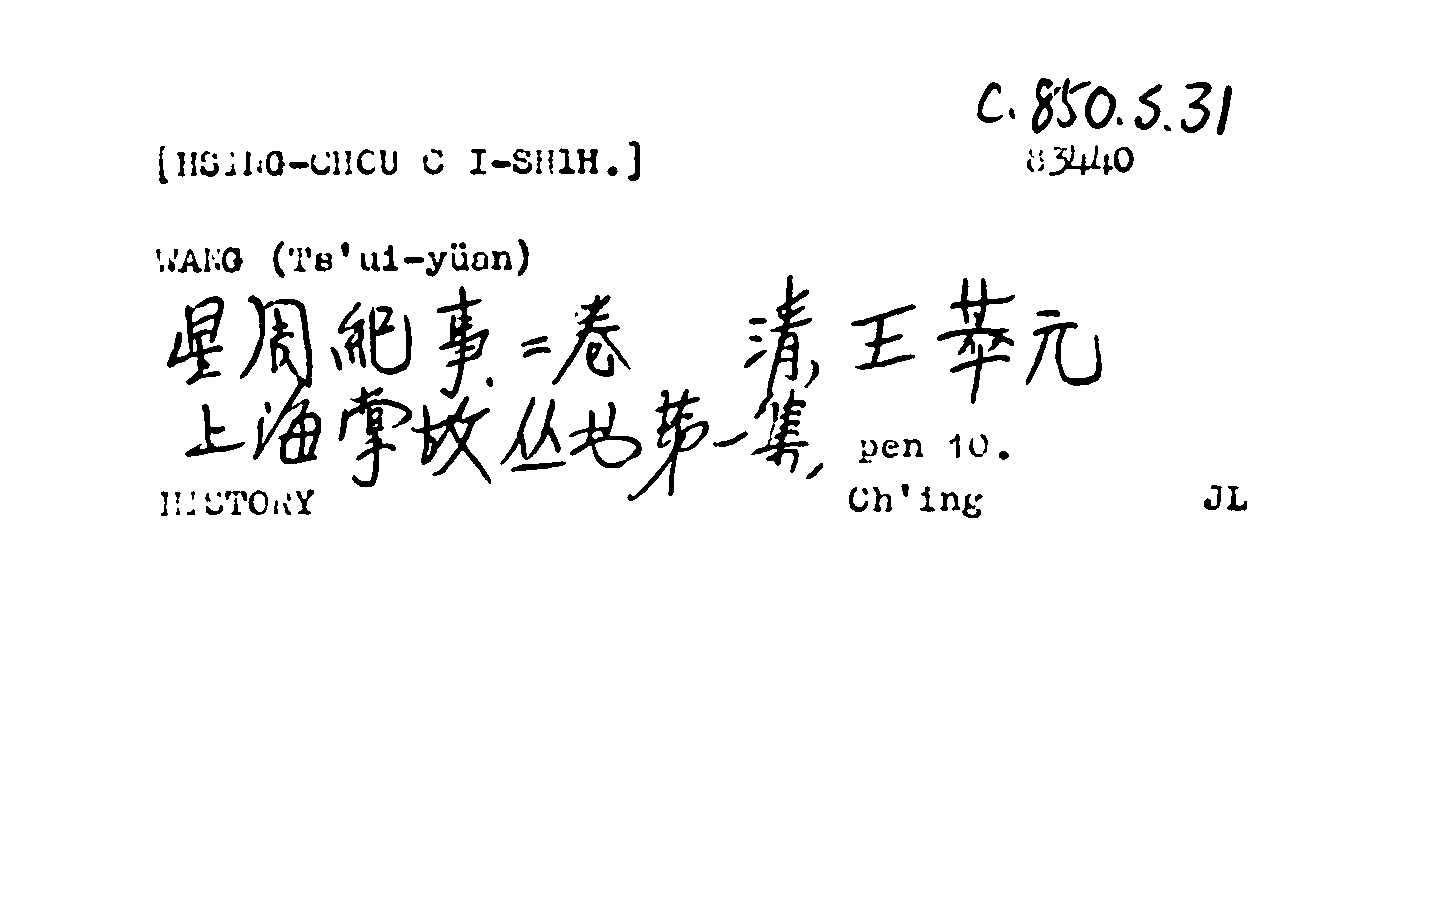 C.850.5.31
[HSING-CHOU C I-SHIH.]
83440
WANG (Ts'ui-yüan)
星周紀事=卷 清, 王萃元
上海掌故丛书第一集, pen 10.
HISTORY Ch'ing JL